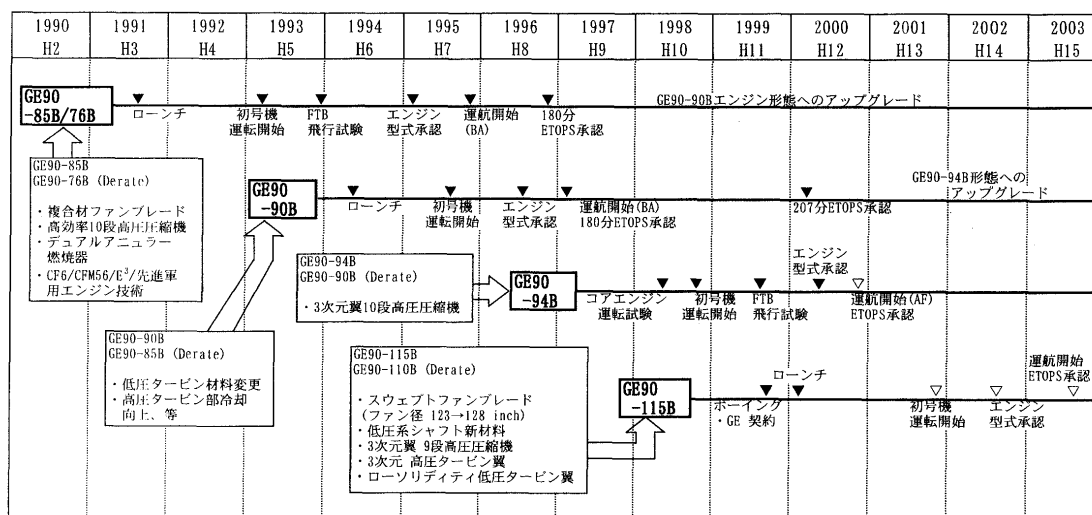 1990 1991 1992 1993 1994 1995 1996 1997 1998 1999 2000 2001 2002 2003
H2 H3 H4 H5 H6 H7 H8 H9 H10 H11 H12 H13 H14 H15
GE90
-85B/76B
ローンチ
初号機
運転開始
FTB
飛行試験
エンジン
型式承認
運航開始
(BA)
180分
ETOPS承認
GE90-90Bエンジン形態へのアップグレード
GE90-85B
GE90-76B (Derate)
・複合材ファンブレード
・高効率10段高圧圧縮機
・デュアルアニュラー
燃焼器
・CF6/CFM56/E³/先進軍
用エンジン技術
GE90
-90B
ローンチ
初号機
運転開始
エンジン
型式承認
運航開始(BA)
180分ETOPS承認
207分ETOPS承認
GE90-94B形態への
アップグレード
GE90-90B
GE90-85B (Derate)
・低圧タービン材料変更
・高圧タービン部冷却
向上、等
GE90-94B
GE90-90B (Derate)
・3次元翼10段高圧圧縮機
GE90
-94B
コアエンジン
運転試験
初号機
運転開始
FTB
飛行試験
エンジン
型式承認
運航開始(AF)
ETOPS承認
GE90-115B
GE90-110B (Derate)
・スウェプトファンブレード
(ファン径 123→128 inch)
・低圧系シャフト新材料
・3次元翼 9段高圧圧縮機
・3次元 高圧タービン翼
・ローソリディティ低圧タービン翼
GE90
-115B
ボーイング
・GE 契約
ローンチ
初号機
運転開始
エンジン
型式承認
運航開始
ETOPS承認